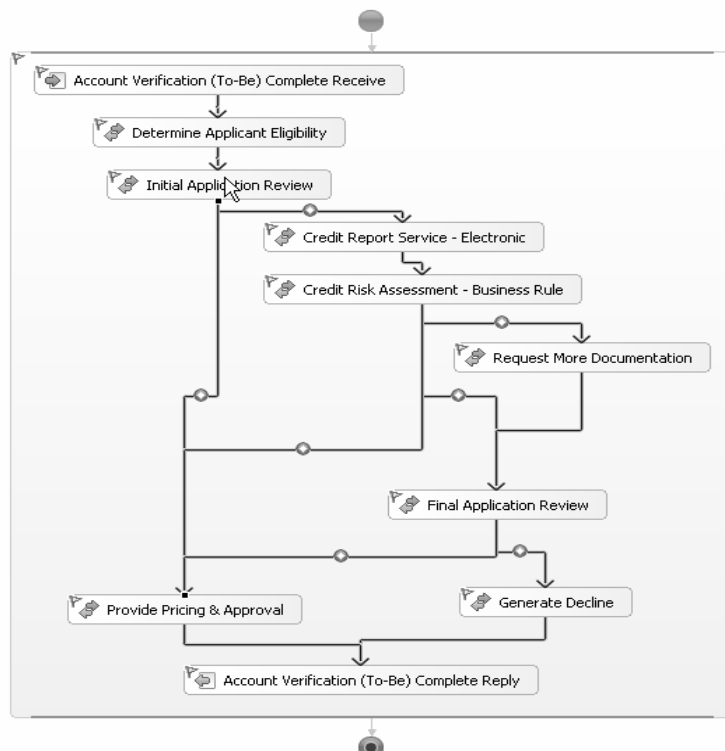 Account Verification (To-Be) Complete Receive
Determine Applicant Eligibility
Initial Application Review
Credit Report Service - Electronic
Credit Risk Assessment - Business Rule
Request More Documentation
Final Application Review
Provide Pricing & Approval
Generate Decline
Account Verification (To-Be) Complete Reply